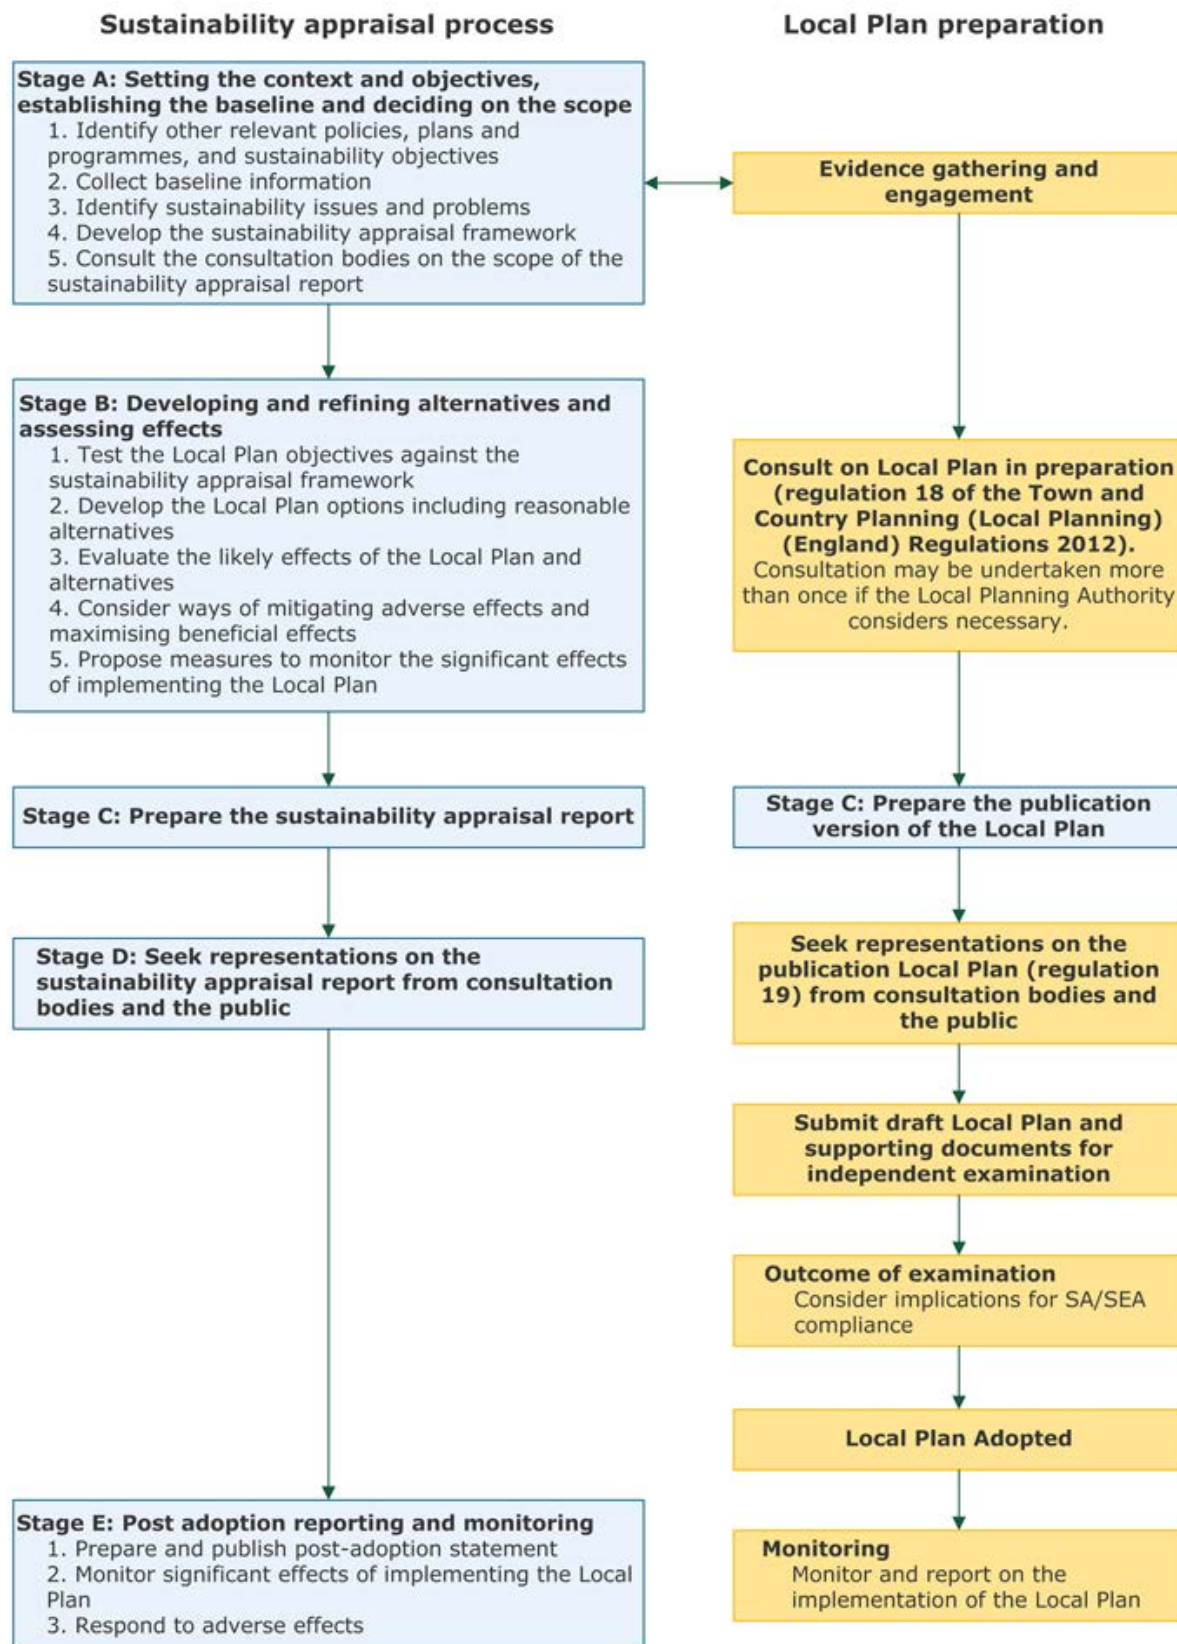 Sustainability appraisal process
Local Plan preparation
Stage A: Setting the context and objectives,
establishing the baseline and deciding on the scope
1. Identify other relevant policies, plans and
programmes, and sustainability objectives
2. Collect baseline information
3. Identify sustainability issues and problems
4. Develop the sustainability appraisal framework
5. Consult the consultation bodies on the scope of the
sustainability appraisal report
Evidence gathering and
engagement
Stage B: Developing and refining alternatives and
assessing effects
1. Test the Local Plan objectives against the
sustainability appraisal framework
2. Develop the Local Plan options including reasonable
alternatives
3. Evaluate the likely effects of the Local Plan and
alternatives
4. Consider ways of mitigating adverse effects and
maximising beneficial effects
5. Propose measures to monitor the significant effects
of implementing the Local Plan
Consult on Local Plan in preparation
(regulation 18 of the Town and
Country Planning (Local Planning)
(England) Regulations 2012).
Consultation may be undertaken more
than once if the Local Planning Authority
considers necessary.
Stage C: Prepare the sustainability appraisal report
Stage C: Prepare the publication
version of the Local Plan
Stage D: Seek representations on the
sustainability appraisal report from consultation
bodies and the public
Seek representations on the
publication Local Plan (regulation
19) from consultation bodies and
the public
Submit draft Local Plan and
supporting documents for
independent examination
Outcome of examination
Consider implications for SA/SEA
compliance
Local Plan Adopted
Stage E: Post adoption reporting and monitoring
1. Prepare and publish post-adoption statement
2. Monitor significant effects of implementing the Local
Plan
3. Respond to adverse effects
Monitoring
Monitor and report on the
implementation of the Local Plan